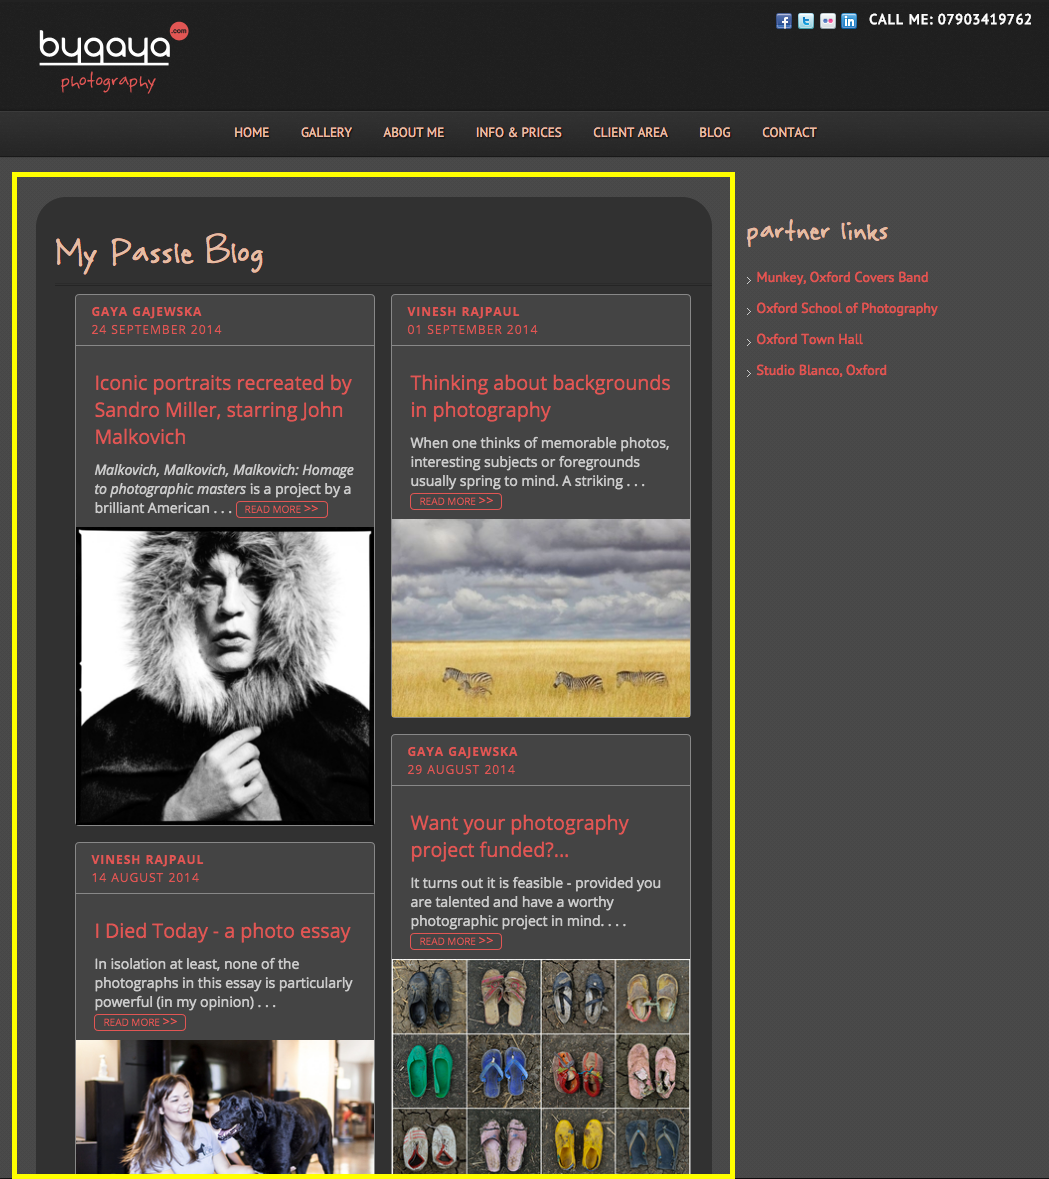 bygaya
.com
photography
CALL ME: 07903419762
HOME GALLERY ABOUT ME INFO & PRICES CLIENT AREA BLOG CONTACT
My Passle Blog
GAYA GAJEWSKA
24 SEPTEMBER 2014
Iconic portraits recreated by
Sandro Miller, starring John
Malkovich
Malkovich, Malkovich, Malkovich: Homage
to photographic masters is a project by a
brilliant American . . . READ MORE >>
VINESH RAJPAUL
14 AUGUST 2014
I Died Today - a photo essay
In isolation at least, none of the
photographs in this essay is particularly
powerful (in my opinion) . . .
READ MORE >>
VINESH RAJPAUL
01 SEPTEMBER 2014
Thinking about backgrounds
in photography
When one thinks of memorable photos,
interesting subjects or foregrounds
usually spring to mind. A striking . . .
READ MORE >>
GAYA GAJEWSKA
29 AUGUST 2014
Want your photography
project funded?...
It turns out it is feasible - provided you
are talented and have a worthy
photographic project in mind. . . .
READ MORE >>
partner links
Munkey, Oxford Covers Band
Oxford School of Photography
Oxford Town Hall
Studio Blanco, Oxford